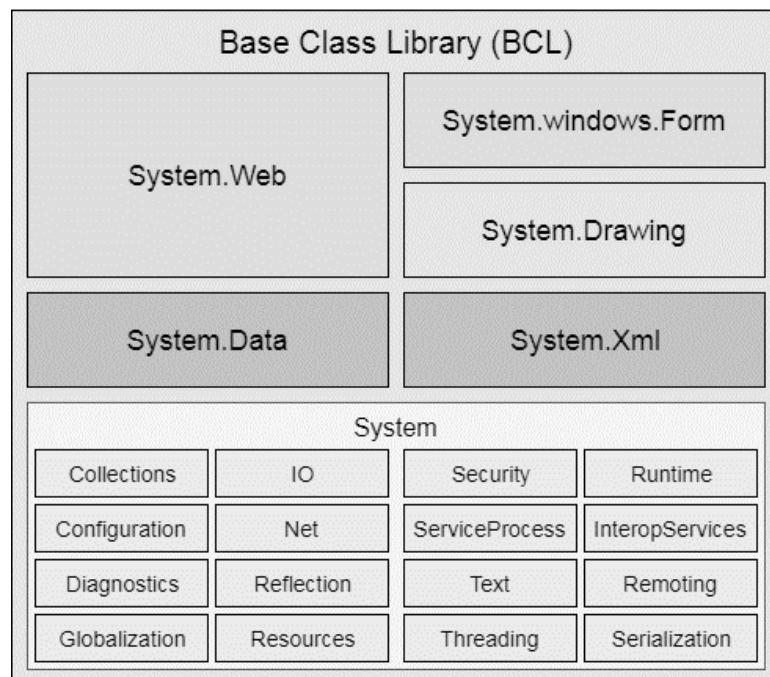 Base Class Library (BCL)
System.Web
System.windows.Form
System.Drawing
System.Data
System.Xml
System
Collections
IO
Security
Runtime
Configuration
Net
ServiceProcess
InteropServices
Diagnostics
Reflection
Text
Remoting
Globalization
Resources
Threading
Serialization